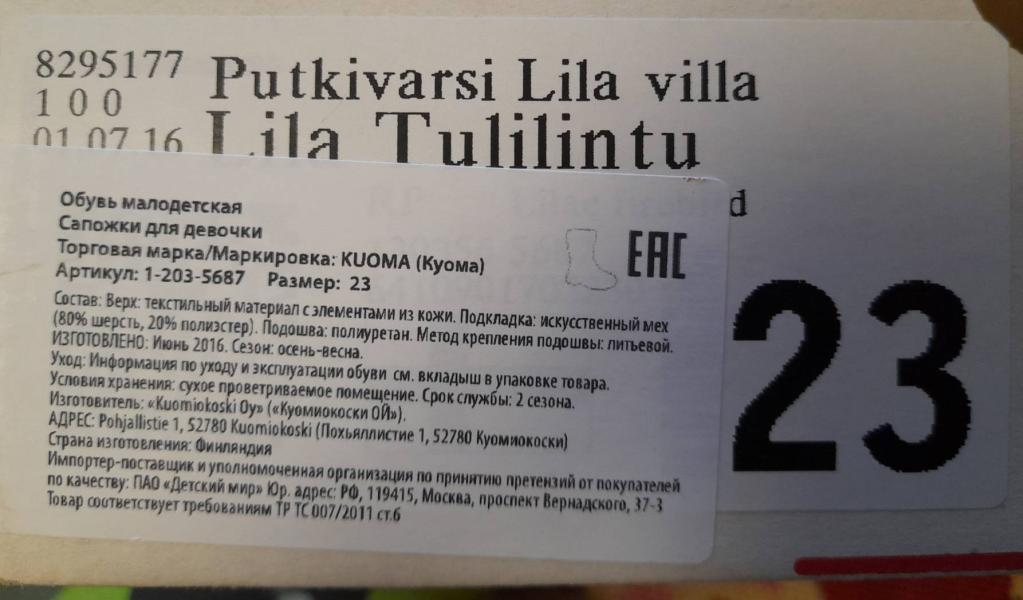 8295177
100
01.07.16
Putkivarsi Lila villa
Lila Tulilintu
d
23
Обувь малодетская
Сапожки для девочки
Торговая марка/Маркировка: KUOMA (Куома)
Артикул: 1-203-5687 Размер: 23
EAC
Состав: Верх: текстильный материал с элементами из кожи. Подкладка: искусственный мех
(80% шерсть, 20% полиэстер). Подошва: полиуретан. Метод крепления подошвы: литьевой.
ИЗГОТОВЛЕНО: Июнь 2016. Сезон: осень-весна.
Уход: Информация по уходу и эксплуатации обуви см. вкладыш в упаковке товара.
Условия хранения: сухое проветриваемое помещение. Срок службы: 2 сезона.
Изготовитель: «Kuomiokoski Oy» («Куомиокоски ОЙ»).
АДРЕС: Pohjallistie 1, 52780 Kuomiokoski (Похьяллистие 1, 52780 Куомиокоски)
Страна изготовления: Финляндия
Импортер-поставщик и уполномоченная организация по принятию претензий от покупателей
по качеству: ПАО «Детский мир» Юр. адрес: РФ, 119415, Москва, проспект Вернадского, 37-3
Товар соответствует требованиям ТР ТС 007/2011 ст.6